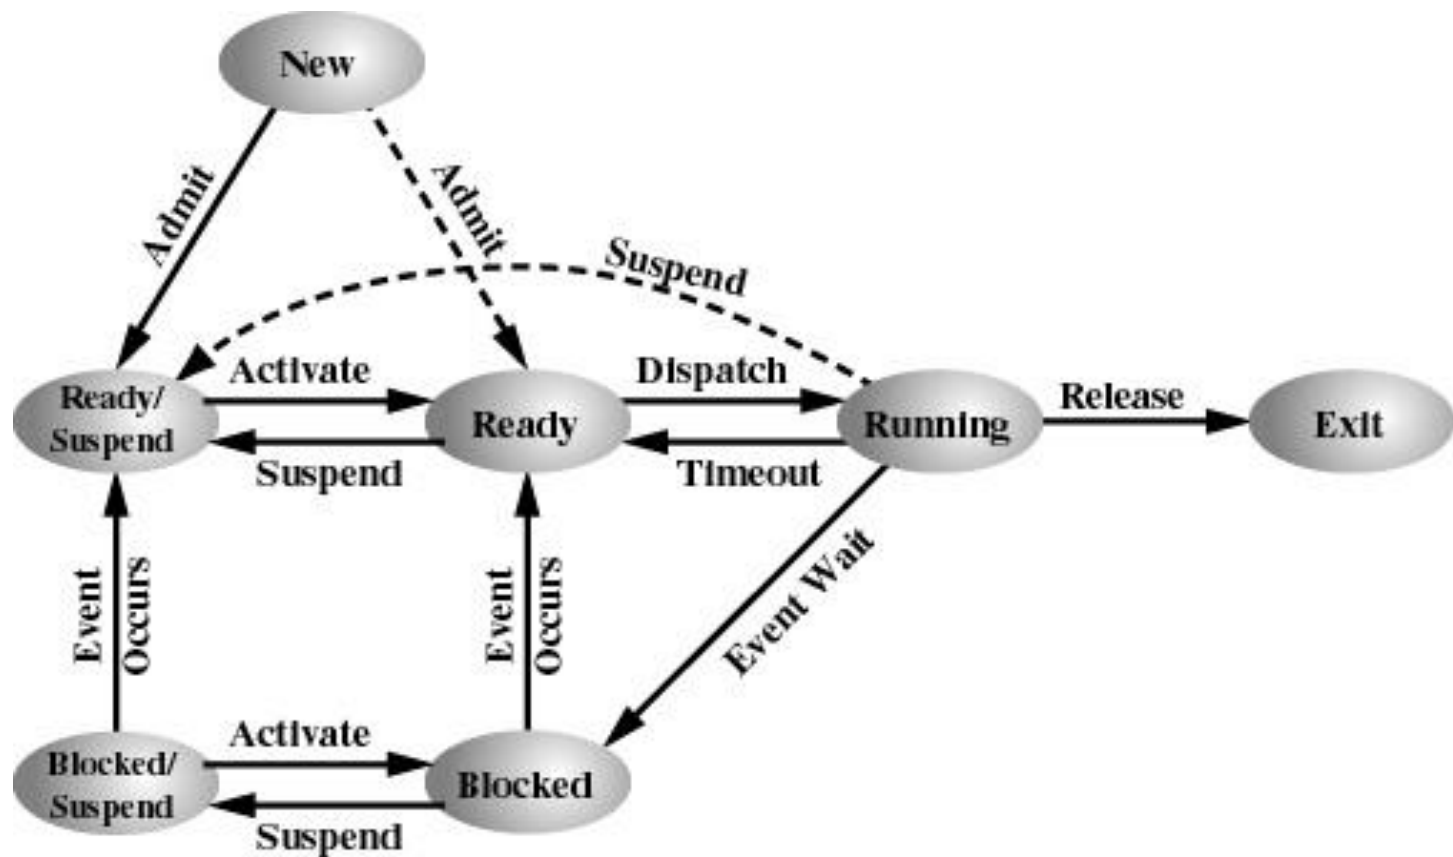 New
Admit
Admit
Suspend
Activate
Dispatch
Release
Ready/
Suspend
Ready
Running
Exit
Suspend
Timeout
Event
Occurs
Event
Occurs
Event Wait
Activate
Blocked/
Suspend
Blocked
Suspend